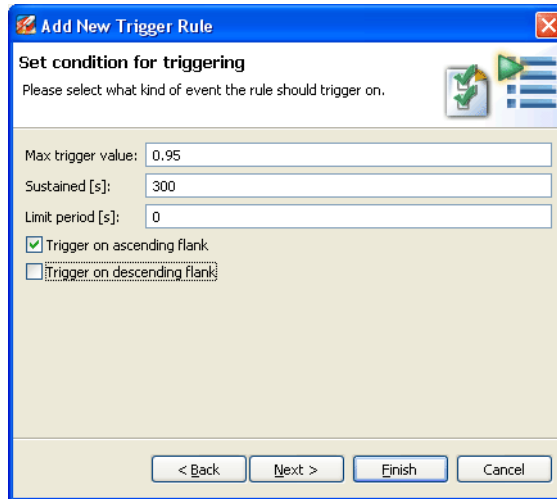 Add New Trigger Rule
Set condition for triggering
Please select what kind of event the rule should trigger on.
Max trigger value: 0.95
Sustained [s]: 300
Limit period [s]: 0
Trigger on ascending flank
Trigger on descending flank
< Back Next > Finish Cancel